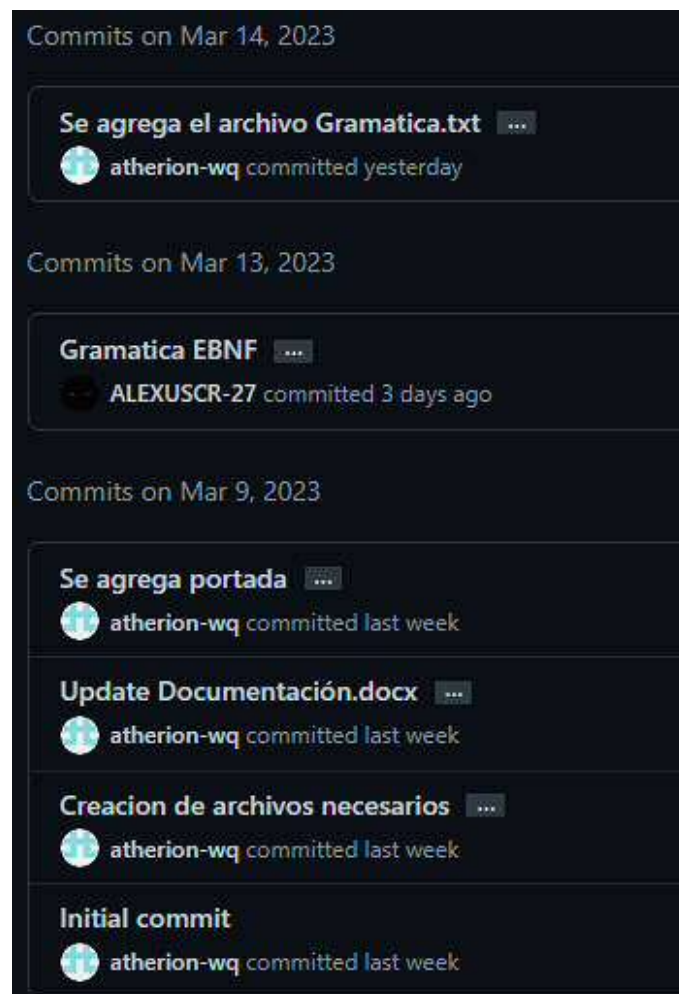 Commits on Mar 14, 2023
Se agrega el archivo Gramatica.txt ...
atherion-wq committed yesterday
Commits on Mar 13, 2023
Gramatica EBNF ...
ALEXUSCR-27 committed 3 days ago
Commits on Mar 9, 2023
Se agrega portada ...
atherion-wq committed last week
Update Documentación.docx ...
atherion-wq committed last week
Creacion de archivos necesarios ...
atherion-wq committed last week
Initial commit
atherion-wq committed last week